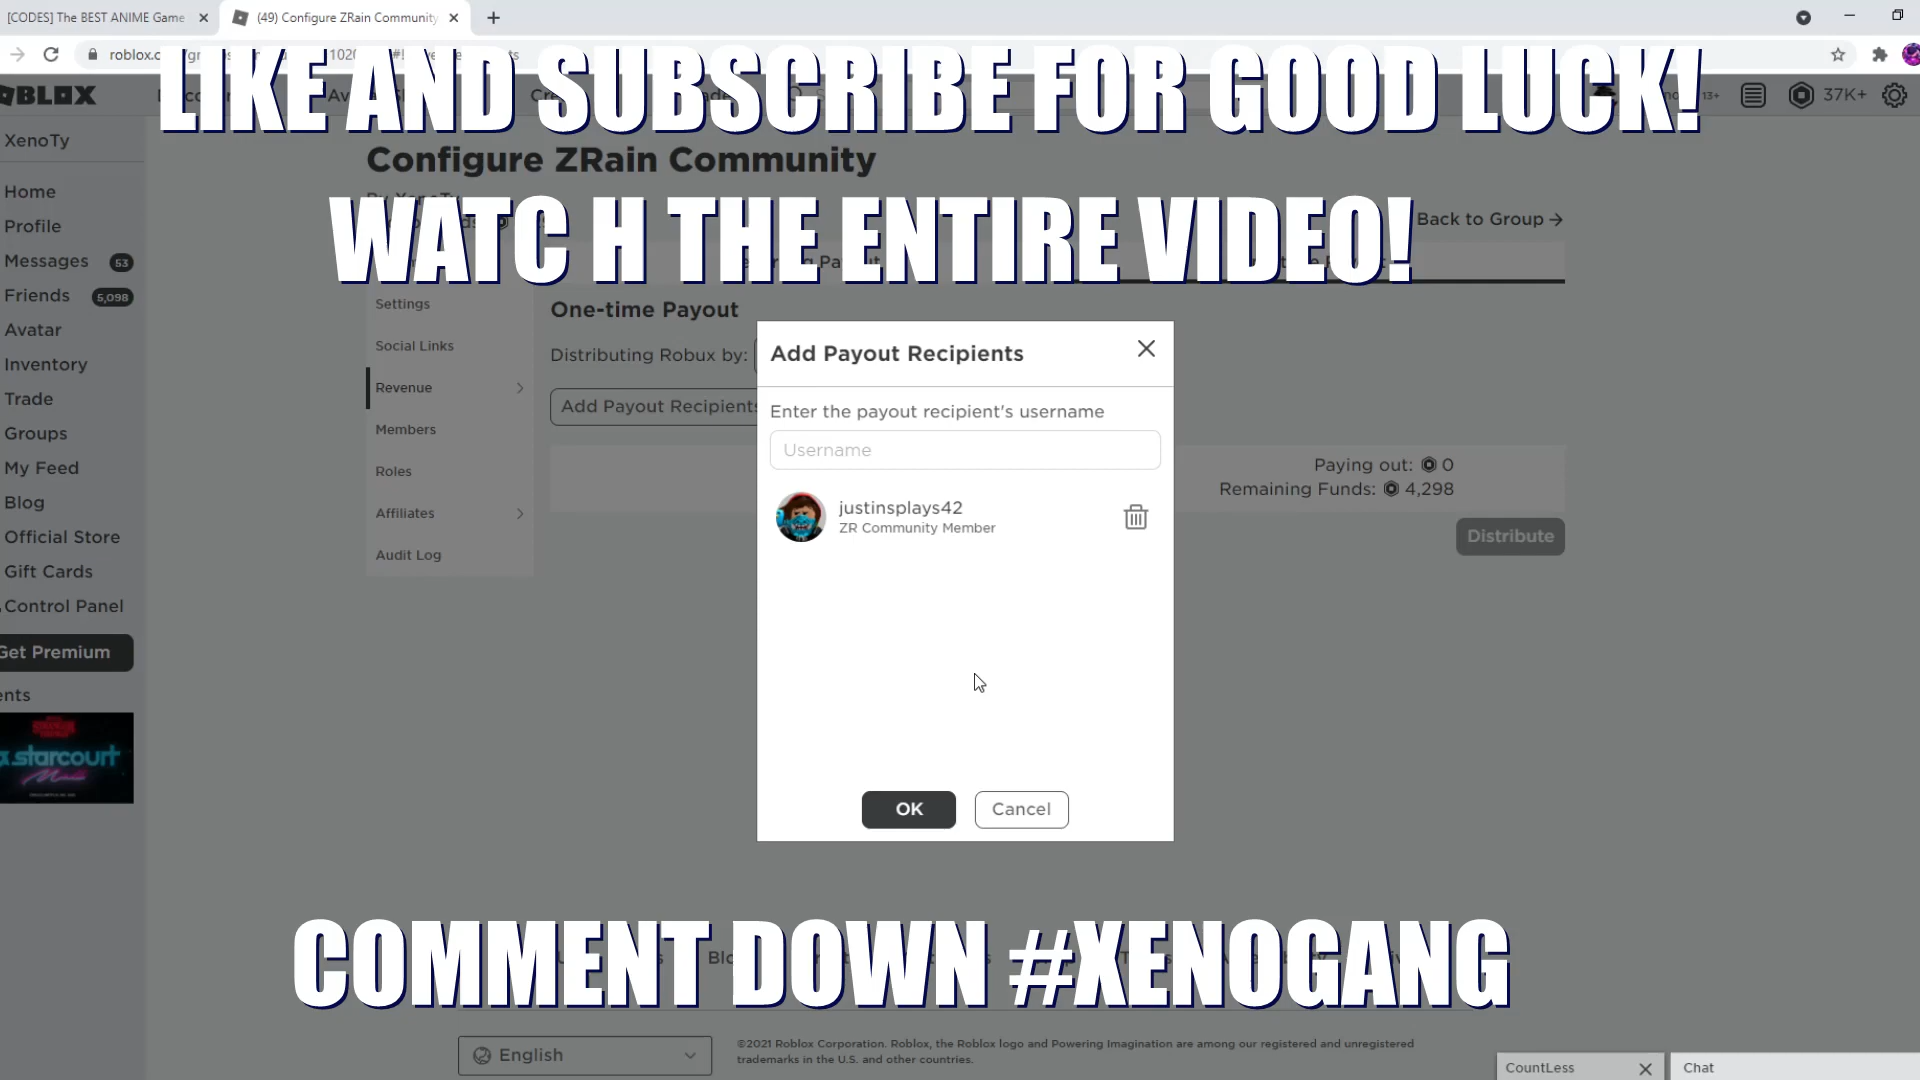 [CODES] The BEST ANIME Game
(49) Configure ZRain Community
roblox.c
LIKE AND SUBSCRIBE FOR GOOD LUCK!
BLOX
13+
37K+
XenoTy
Configure ZRain Community
WATC H THE ENTIRE VIDEO!
Back to Group
Home
Profile
Messages 53
Friends 5,098
Avatar
Inventory
Trade
Groups
My Feed
Blog
Official Store
Gift Cards
Control Panel
Get Premium
ents
starcourt
Settings
Social Links
Revenue
Members
Roles
Affiliates
Audit Log
One-time Payout
Distributing Robux by:
Add Payout Recipients
Add Payout Recipients
Enter the payout recipient's username
Username
justinsplays42
ZR Community Member
OK
Cancel
Paying out: 0
Remaining Funds: 4,298
Distribute
COMMENT DOWN #XENOGANG
English
©2021 Roblox Corporation. Roblox, the Roblox logo and Powering Imagination are among our registered and unregistered
trademarks in the U.S. and other countries.
CountLess
Chat